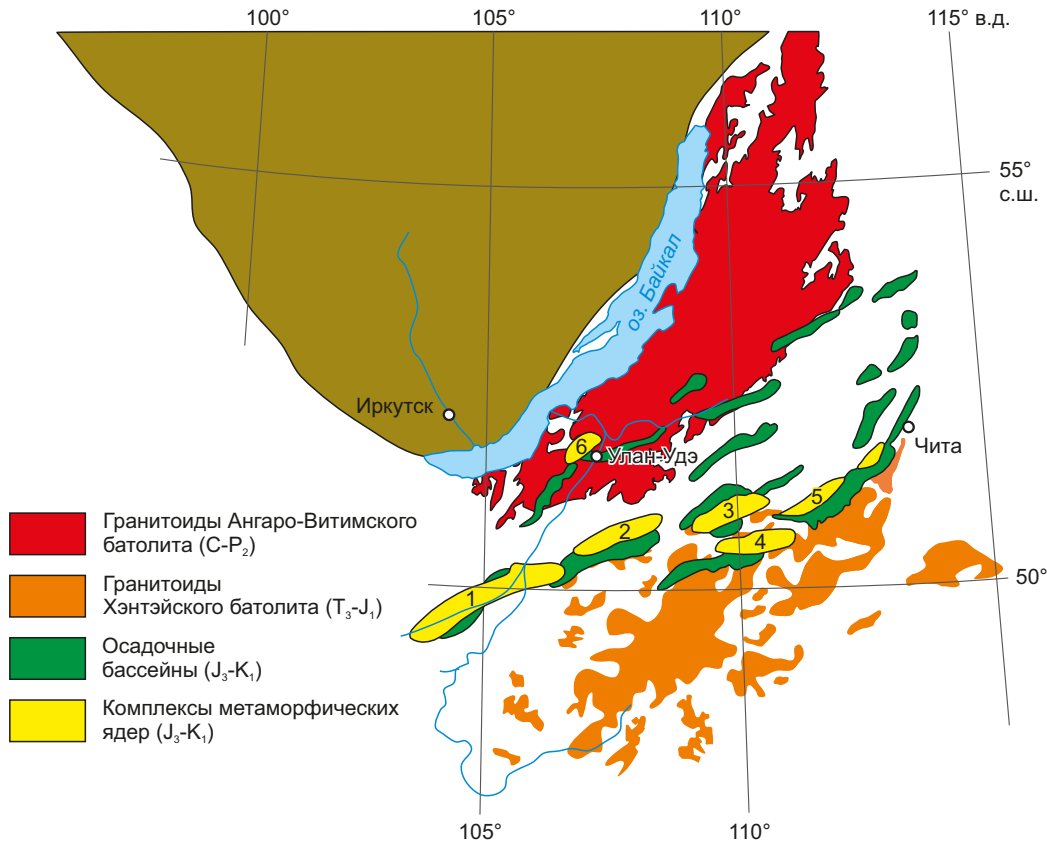 100°
105°
110°
115° в.д.
55°
с.ш.
оз. Байкал
Иркутск
6
Улан-Удэ
Чита
5
3
2
4
50°
1
Гранитоиды Ангаро-Витимского
батолита (C-P₂)
Гранитоиды
Хэнтэйского батолита (T₃-J₁)
Осадочные
бассейны (J₃-K₁)
Комплексы метаморфических
ядер (J₃-K₁)
105°
110°